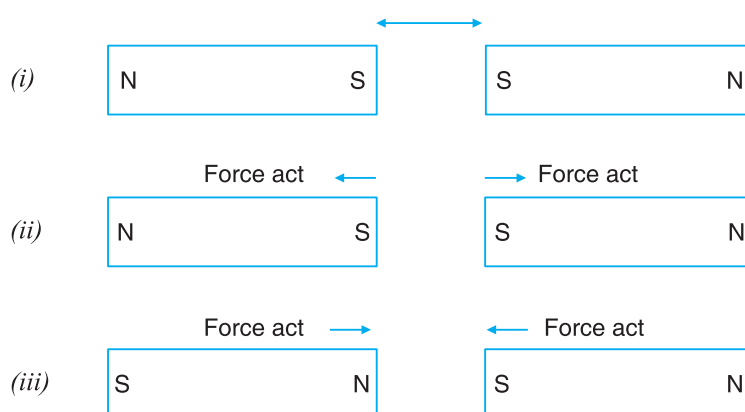 (i) N S S N
Force act Force act
(ii) N S S N
Force act Force act
(iii) S N S N